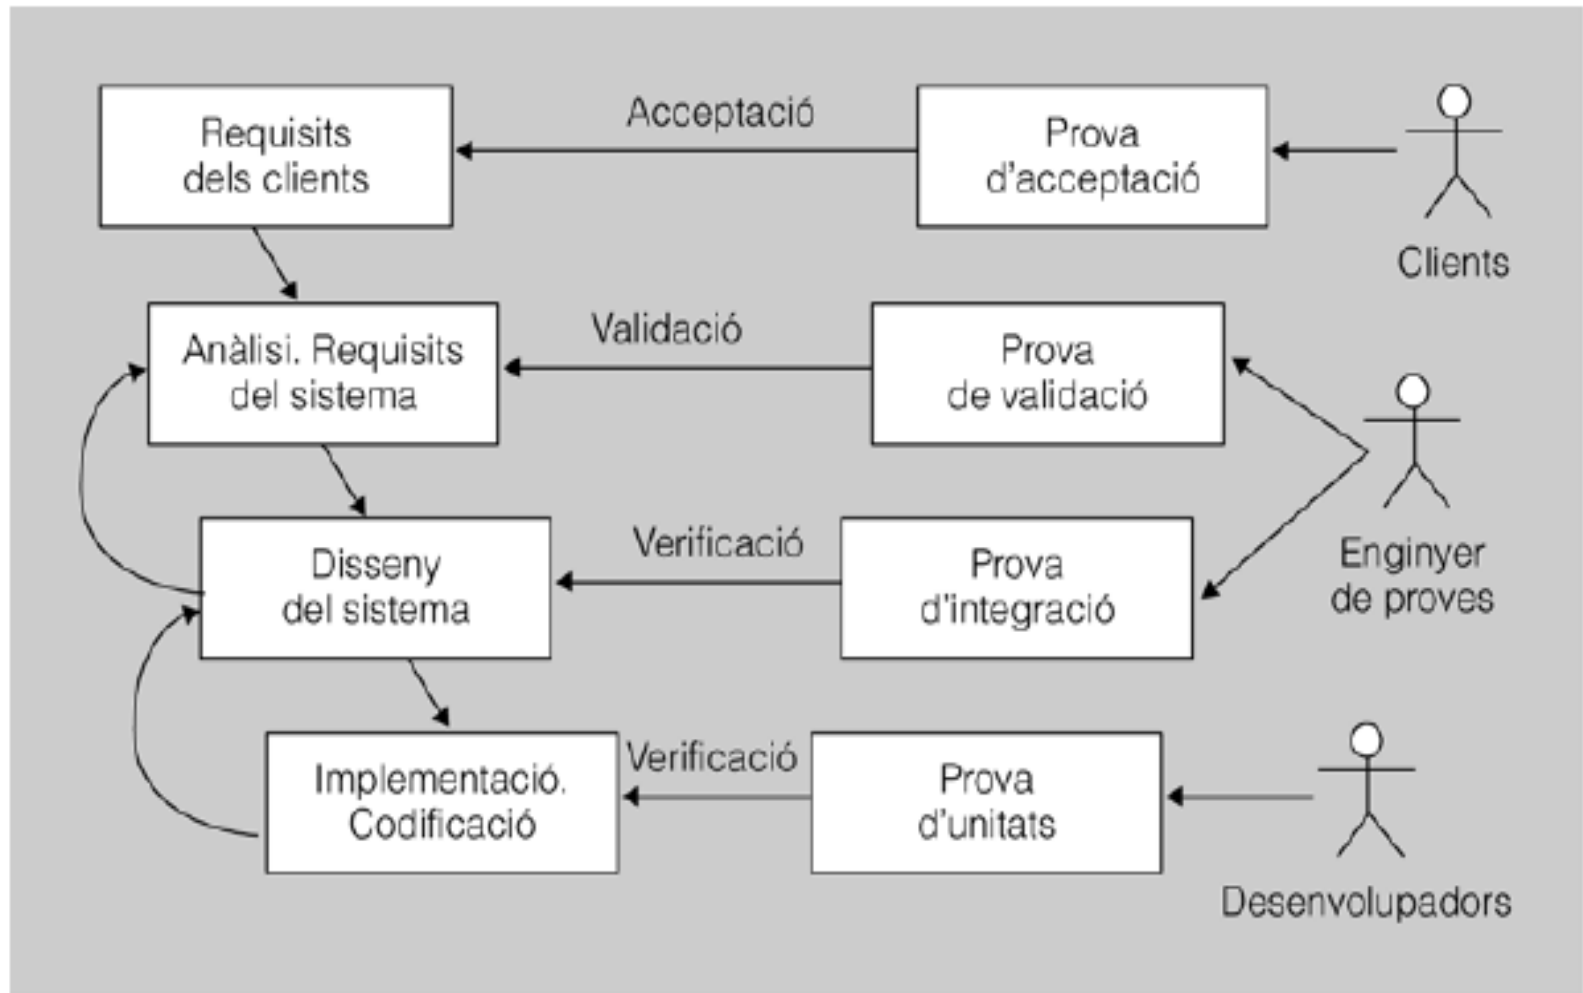 Requisits
dels clients
Acceptació
Prova
d'acceptació
Clients
Anàlisi. Requisits
del sistema
Validació
Prova
de validació
Enginyer
de proves
Disseny
del sistema
Verificació
Prova
d'integració
Implementació.
Codificació
Verificació
Prova
d'unitats
Desenvolupadors